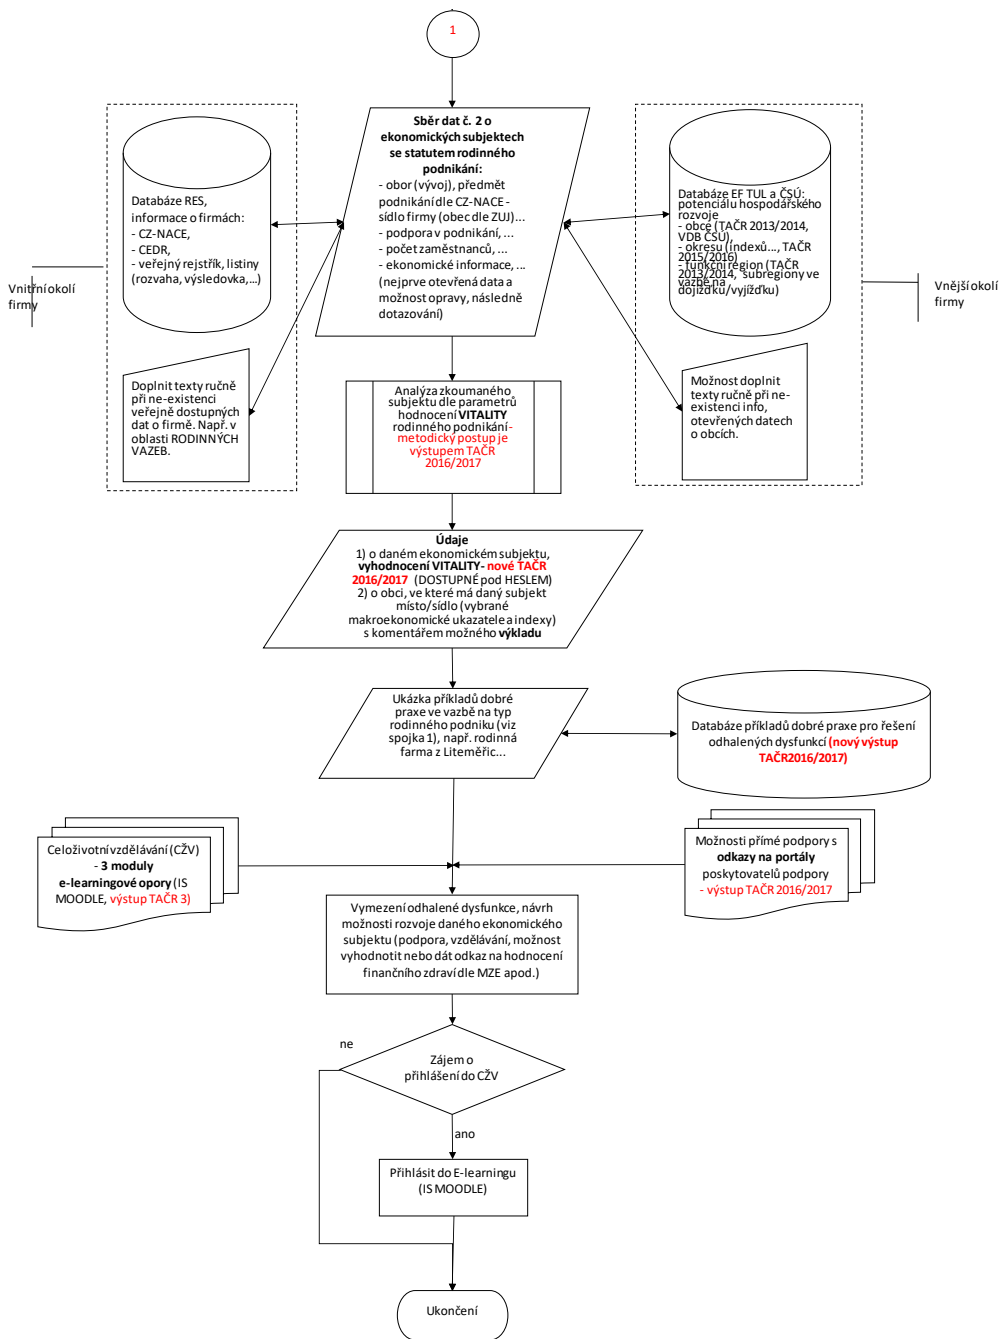 1
Sběr dat č. 2 o
ekonomických subjektech
se statutem rodinného
podnikání:
- obor (vývoj), předmět
podnikání dle CZ-NACE -
sídlo firmy (obec dle ZUJ)...
- podpora v podnikání, ...
- počet zaměstnanců, ...
- ekonomické informace, ...
(nejprve otevřená data a
možnost opravy, následně
dotazování)
Databáze RES,
informace o firmách:
- CZ-NACE,
- CEDR,
- veřejný rejstřík, listiny
(rozvaha, výsledovka,...)
Vnitřní okolí
firmy
Doplnit texty ručně
při ne-existenci
veřejně dostupných
dat o firmě. Např. v
oblasti RODINNÝCH
VAZEB.
Databáze EF TUL a ČSÚ:
potenciálu hospodářského
rozvoje
- obce (TAČR 2013/2014,
VDB ČSÚ),
- okresu (indexů..., TAČR
2015/2016)
- funkční region (TAČR
2013/2014, subregiony ve
vazbě na
dojížďku/vyjížďku)
Vnější okolí
firmy
Možnost doplnit
texty ručně při ne-
existenci info,
otevřených datech
o obcích.
Analýza zkoumaného
subjektu dle parametrů
hodnocení VITALITY
rodinného podnikání-
metodický postup je
výstupem TAČR
2016/2017
Údaje
1) o daném ekonomickém subjektu,
vyhodnocení VITALITY- nové TAČR
2016/2017 (DOSTUPNÉ pod HESLEM)
2) o obci, ve které má daný subjekt
místo/sídlo (vybrané
makroekonomické ukazatele a indexy)
s komentářem možného výkladu
Ukázka příkladů dobré
praxe ve vazbě na typ
rodinného podniku (viz
spojka 1), např. rodinná
farma z Liteměřic...
Databáze příkladů dobré praxe pro řešení
odhalených dysfunkcí (nový výstup
TAČR2016/2017)
Celoživotní vzdělávání (CŽV)
- 3 moduly
e-learningové opory (IS
MOODLE, výstup TAČR 3)
Možnosti přímé podpory s
odkazy na portály
poskytovatelů podpory
- výstup TAČR 2016/2017
Vymezení odhalené dysfunkce, návrh
možnosti rozvoje daného ekonomického
subjektu (podpora, vzdělávání, možnost
vyhodnotit nebo dát odkaz na hodnocení
finančního zdraví dle MZE apod.)
ne
Zájem o
přihlášení do CŽV
ano
Přihlásit do E-learningu
(IS MOODLE)
Ukončení